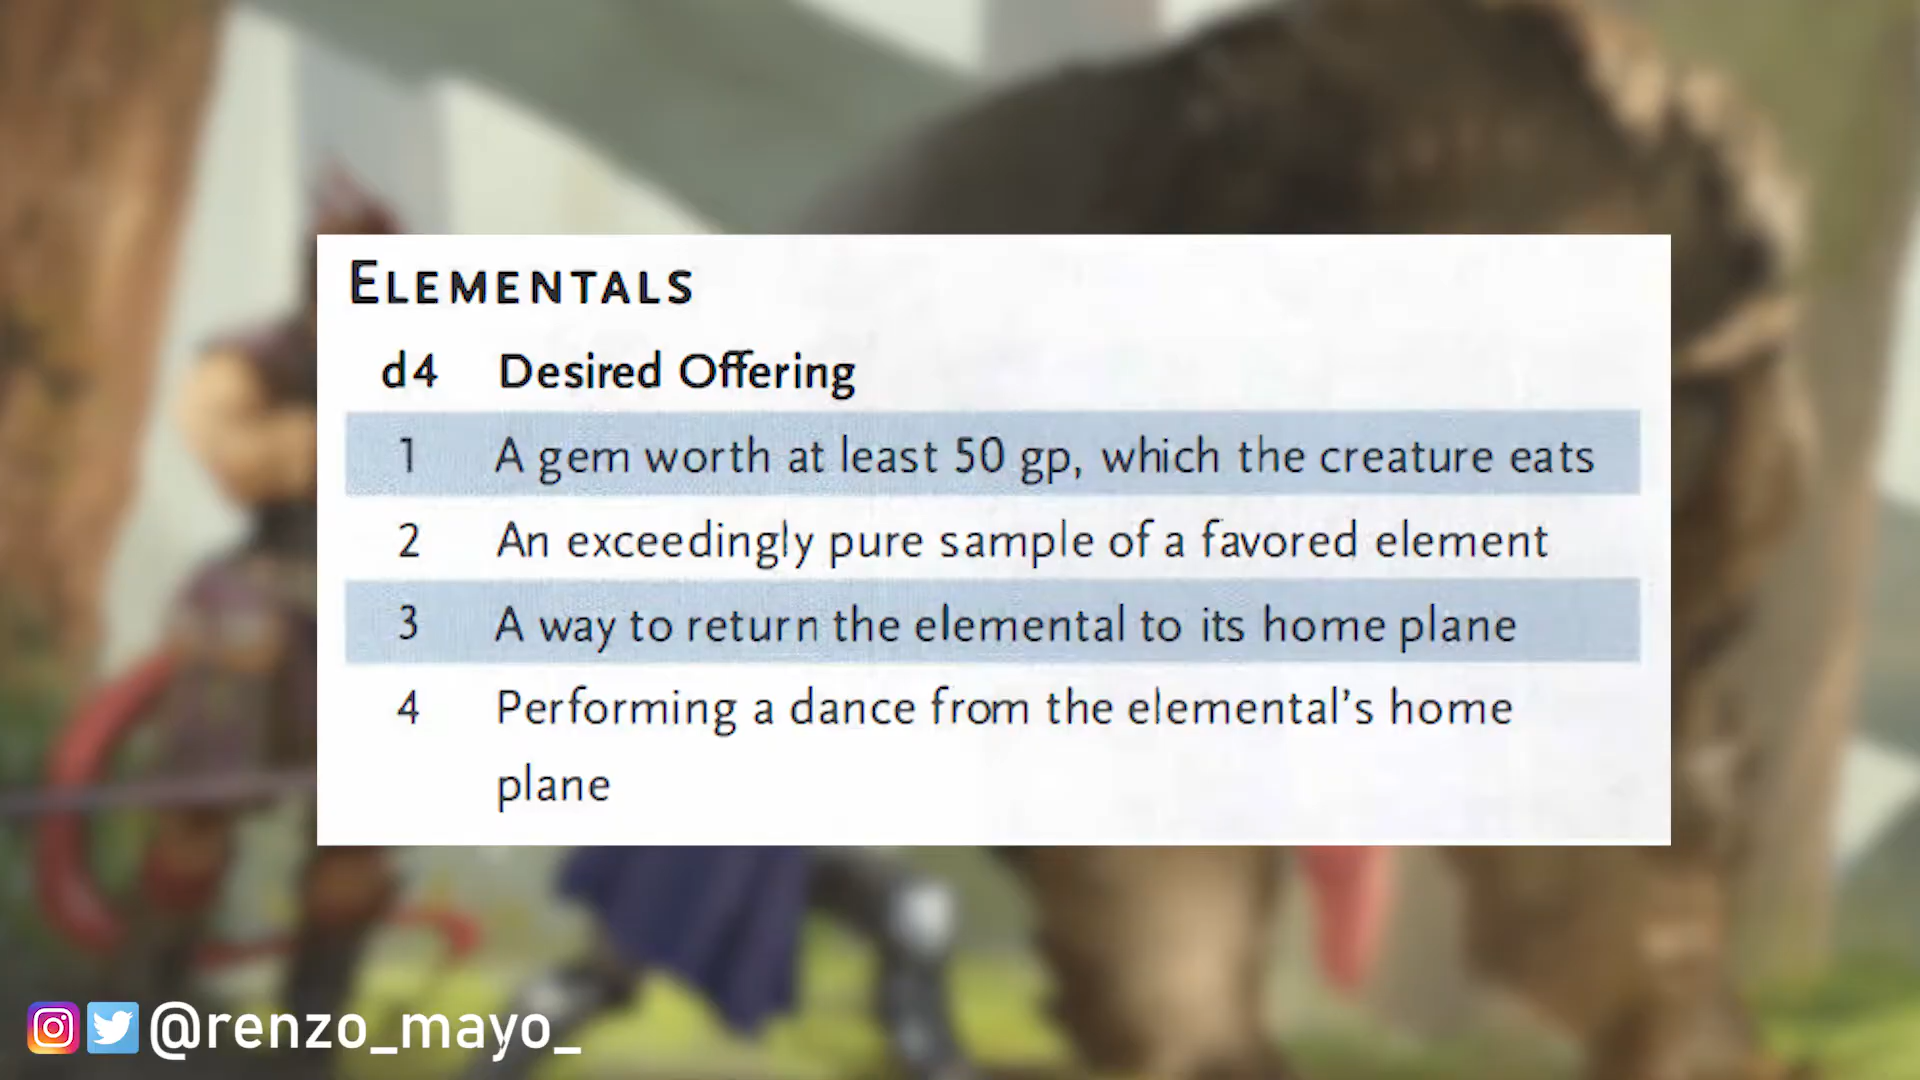 ELEMENTALS
d4 Desired Offering
1 A gem worth at least 50 gp, which the creature eats
2 An exceedingly pure sample of a favored element
3 A way to return the elemental to its home plane
4 Performing a dance from the elemental's home
plane
@renzo_mayo_